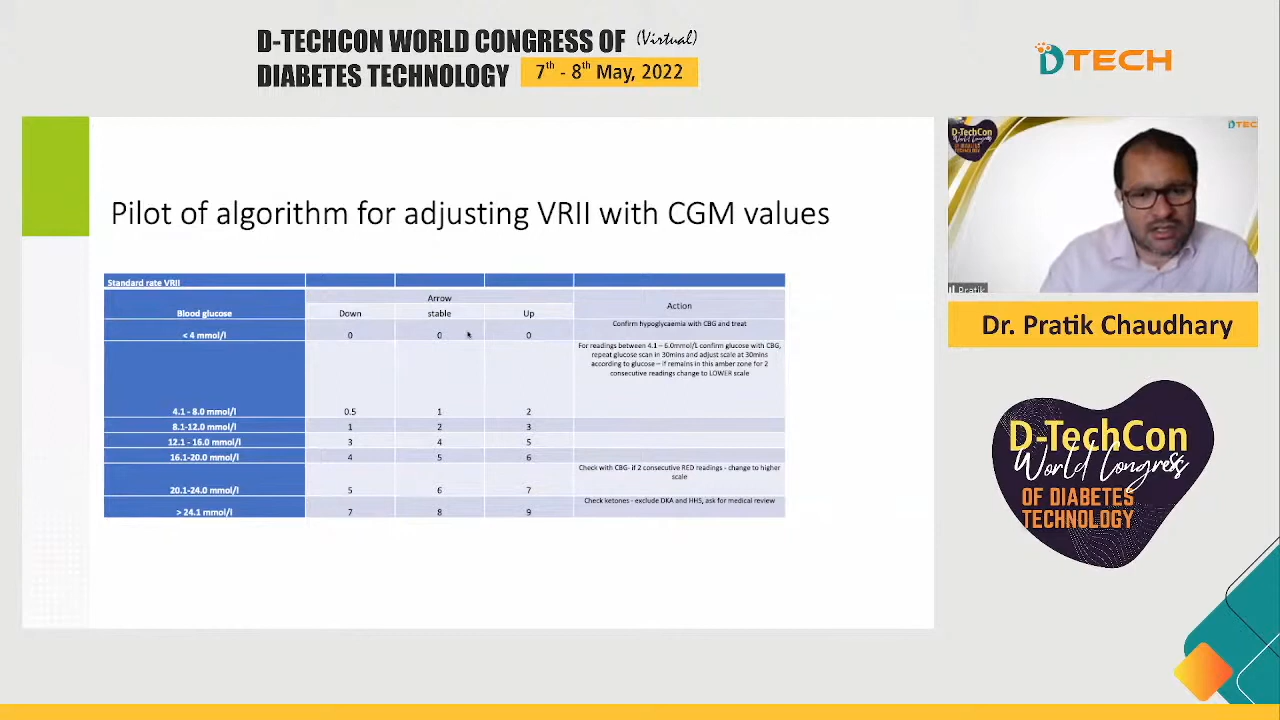 D-TECHCON WORLD CONGRESS OF (Virtual)
DIABETES TECHNOLOGY 7th - 8th May, 2022
DTECH
D-TechCon
World Congress
OF DIABETES
TECHNOLOGY
DTEC
Pratik
Dr. Pratik Chaudhary
Pilot of algorithm for adjusting VRII with CGM values
Standard rate VRII
Blood glucose Arrow Action
Down stable Up
< 4 mmol/l 0 0 0 Confirm hypoglycaemia with CBG and treat
For readings between 4.1 – 6.0mmol/L confirm glucose with CBG,
repeat glucose scan in 30mins and adjust scale at 30mins
according to glucose – if remains in this amber zone for 2
consecutive readings change to LOWER scale
4.1 - 8.0 mmol/l 0.5 1 2
8.1-12.0 mmol/l 1 2 3
12.1 - 16.0 mmol/l 3 4 5
16.1-20.0 mmol/l 4 5 6
Check with CBG- if 2 consecutive RED readings - change to higher
scale
20.1-24.0 mmol/l 5 6 7
Check ketones - exclude DKA and HHS, ask for medical review
> 24.1 mmol/l 7 8 9
D-TechCon
World Congress
OF DIABETES
TECHNOLOGY